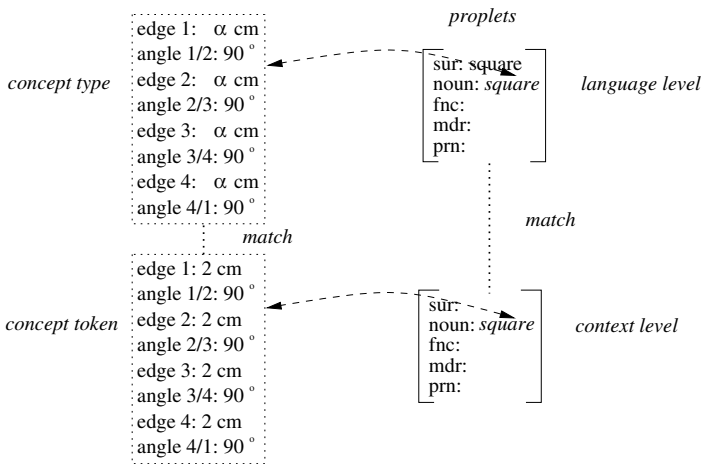 proplets
concept type
edge 1: α cm
angle 1/2: 90 °
edge 2: α cm
angle 2/3: 90 °
edge 3: α cm
angle 3/4: 90 °
edge 4: α cm
angle 4/1: 90 °
sur: square
noun: square
fnc:
mdr:
prn:
language level
match
match
concept token
edge 1: 2 cm
angle 1/2: 90 °
edge 2: 2 cm
angle 2/3: 90 °
edge 3: 2 cm
angle 3/4: 90 °
edge 4: 2 cm
angle 4/1: 90 °
sur:
noun: square
fnc:
mdr:
prn:
context level